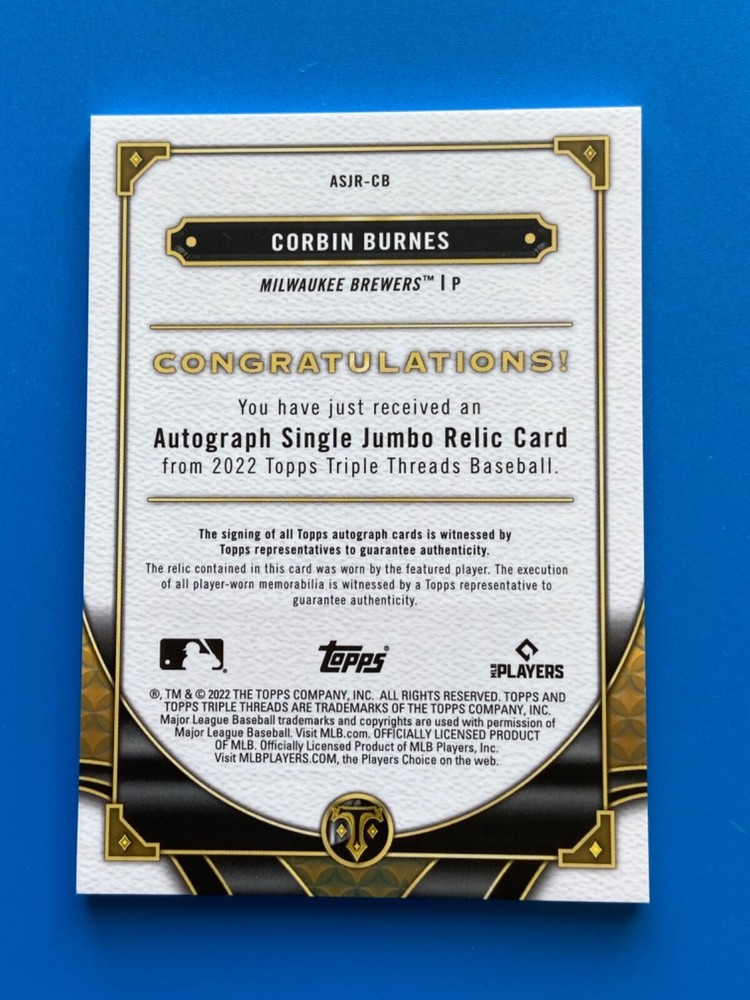 ASJR-CB
CORBIN BURNES
MILWAUKEE BREWERS™ | P
CONGRATULATIONS!
You have just received an
Autograph Single Jumbo Relic Card
from 2022 Topps Triple Threads Baseball.
The signing of all Topps autograph cards is witnessed by
Topps representatives to guarantee authenticity.
The relic contained in this card was worn by the featured player. The execution
of all player-worn memorabilia is witnessed by a Topps representative to
guarantee authenticity.
Topps®
MLB PLAYERS
®, TM & © 2022 THE TOPPS COMPANY, INC. ALL RIGHTS RESERVED. TOPPS AND
TOPPS TRIPLE THREADS ARE TRADEMARKS OF THE TOPPS COMPANY, INC.
Major League Baseball trademarks and copyrights are used with permission of
Major League Baseball. Visit MLB.com. OFFICIALLY LICENSED PRODUCT
OF MLB. Officially Licensed Product of MLB Players, Inc.
Visit MLBPLAYERS.COM, the Players Choice on the web.